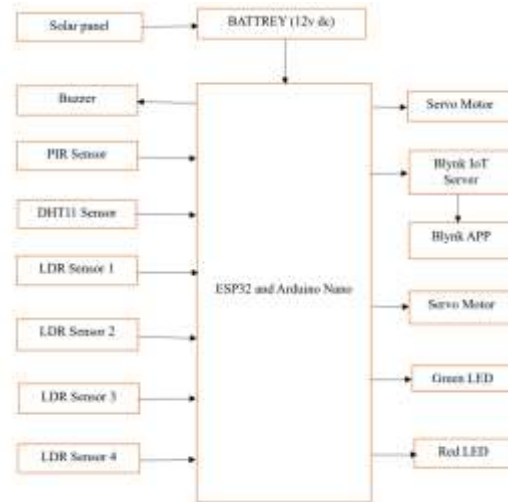 Solar panel
BATTREY (12v dc)
Buzzer
Servo Motor
PIR Sensor
Blynk IoT
Server
DHT11 Sensor
Blynk APP
LDR Sensor 1
ESP32 and Arduino Nano
Servo Motor
LDR Sensor 2
Green LED
LDR Sensor 3
Red LED
LDR Sensor 4